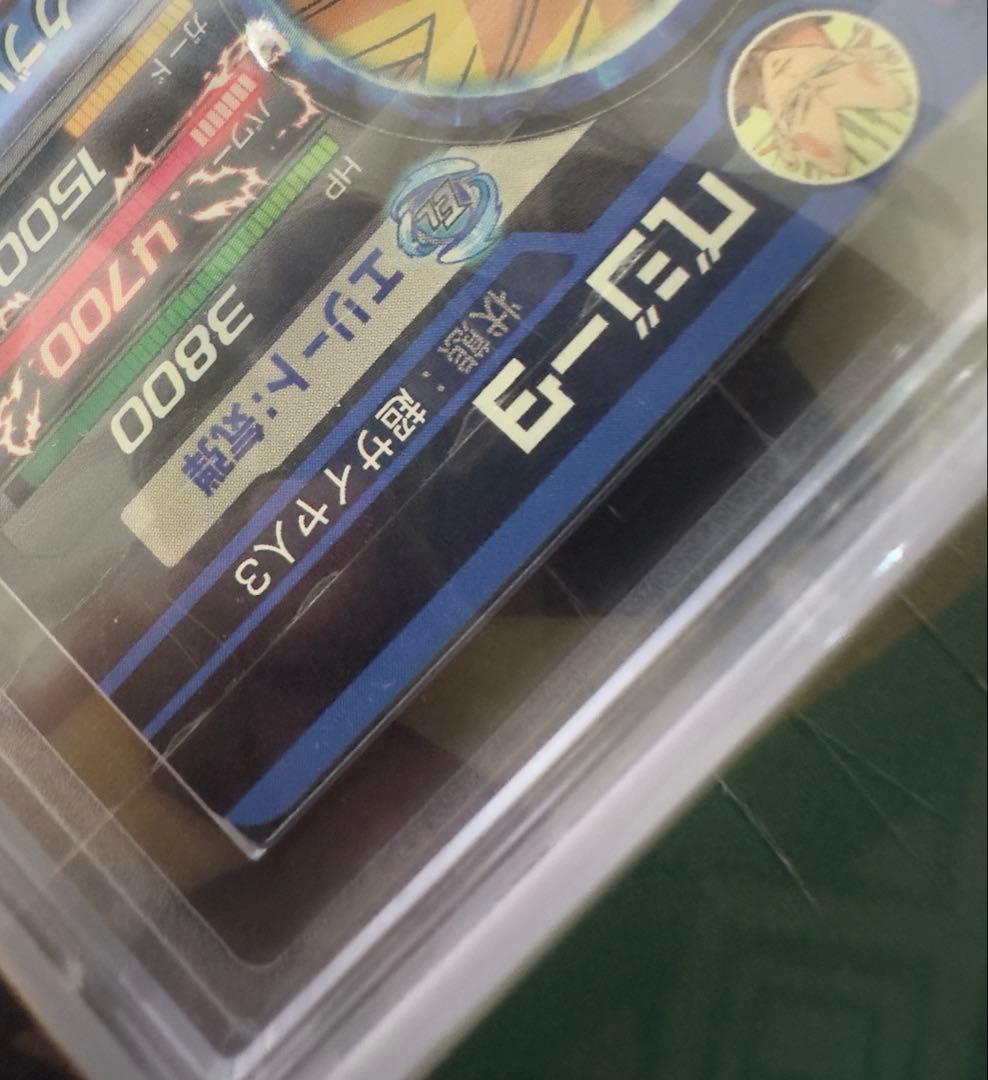 ベジータ
状態:超サイヤ人3
エリート:気弾
HP
3800
パワー
4700
ガード
1500